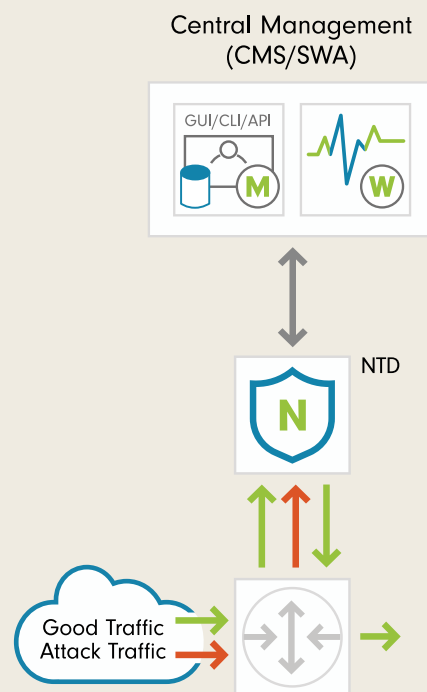 Central Management
(CMS/SWA)
GUI/CLI/API
M
W
NTD
N
Good Traffic
Attack Traffic